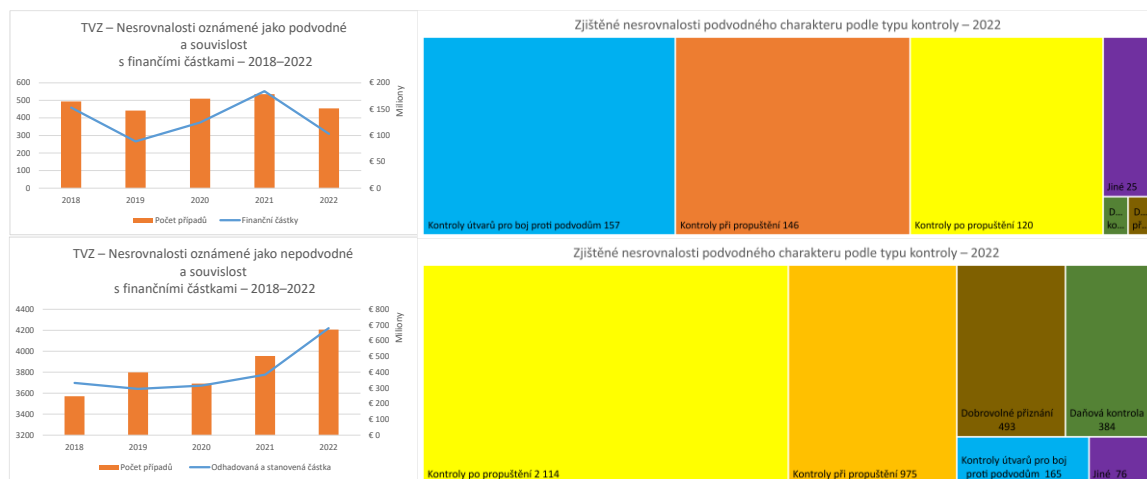 TVZ – Nesrovnalosti oznámené jako podvodné
a souvislost
s finančími částkami – 2018–2022
600
500
400
300
200
100
0
€ 200
€ 150
€ 100
€ 50
€ 0
Miliony
2018
2019
2020
2021
2022
Počet případů
Finanční částky
Zjištěné nesrovnalosti podvodného charakteru podle typu kontroly – 2022
Kontroly útvarů pro boj proti podvodům 157
Kontroly při propuštění 146
Kontroly po propuštění 120
Jiné 25
D...
ko...
D...
př...
TVZ – Nesrovnalosti oznámené jako nepodvodné
a souvislost
s finančními částkami – 2018–2022
4400
4200
4000
3800
3600
3400
3200
€ 800
€ 700
€ 600
€ 500
€ 400
€ 300
€ 200
€ 100
€ 0
Miliony
2018
2019
2020
2021
2022
Počet případů
Odhadovaná a stanovená částka
Zjištěné nesrovnalosti podvodného charakteru podle typu kontroly – 2022
Kontroly po propuštění 2 114
Kontroly při propuštění 975
Dobrovolné přiznání
493
Daňová kontrola
384
Kontroly útvarů pro boj
proti podvodům 165
Jiné 76